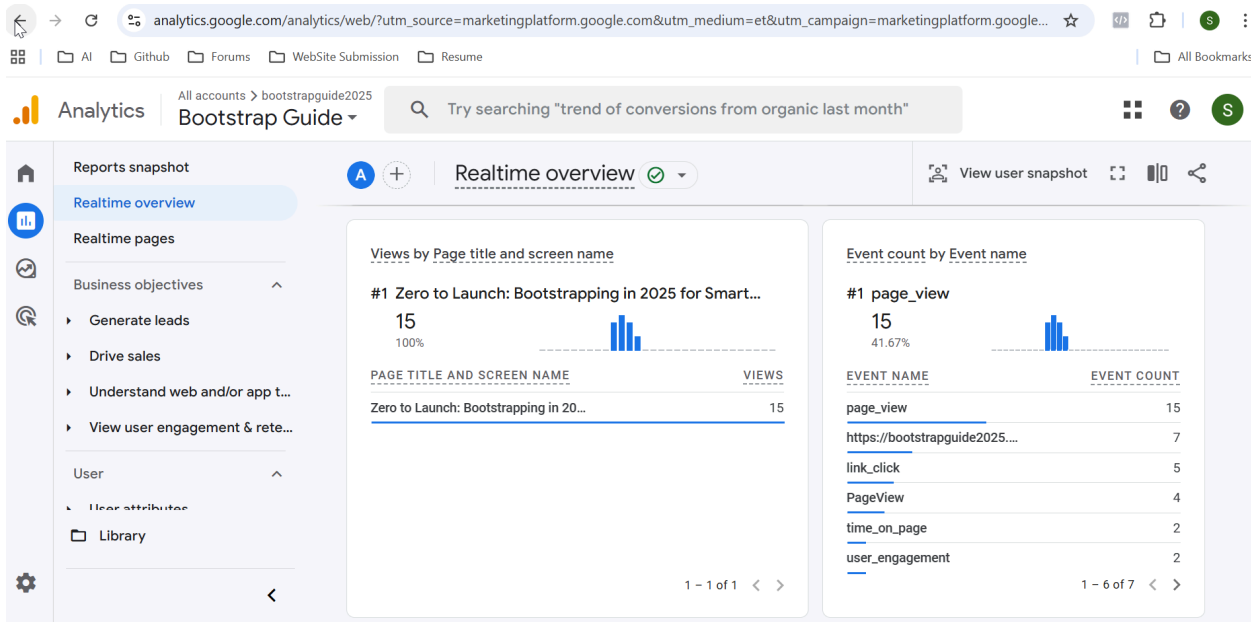 analytics.google.com/analytics/web/?utm_source=marketingplatform.google.com&utm_medium=et&utm_campaign=marketingplatform.google...
S
AI
Github
Forums
WebSite Submission
Resume
All Bookmarks
Analytics
All accounts > bootstrapguide2025
Bootstrap Guide
Try searching "trend of conversions from organic last month"
S
Reports snapshot
Realtime overview
Realtime pages
Business objectives
Generate leads
Drive sales
Understand web and/or app t...
View user engagement & rete...
User
User attributes
Library
A
Realtime overview
View user snapshot
Views by Page title and screen name
#1 Zero to Launch: Bootstrapping in 2025 for Smart...
15
100%
PAGE TITLE AND SCREEN NAME VIEWS
Zero to Launch: Bootstrapping in 20... 15
1 – 1 of 1
Event count by Event name
#1 page_view
15
41.67%
EVENT NAME EVENT COUNT
page_view 15
https://bootstrapguide2025.... 7
link_click 5
PageView 4
time_on_page 2
user_engagement 2
1 – 6 of 7